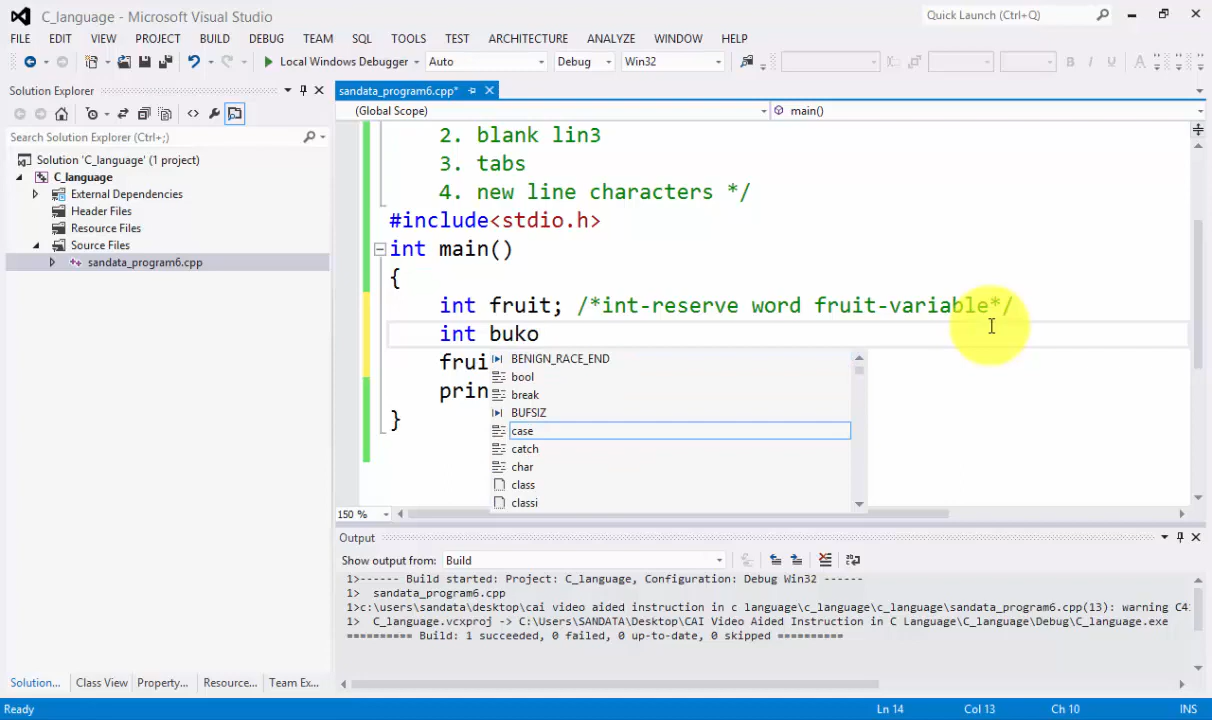 C_language - Microsoft Visual Studio
Quick Launch (Ctrl+Q)
FILE EDIT VIEW PROJECT BUILD DEBUG TEAM SQL TOOLS TEST ARCHITECTURE ANALYZE WINDOW HELP
Local Windows Debugger Auto Debug Win32 B I U A
Solution Explorer
sandata_program6.cpp*
(Global Scope) main()
Search Solution Explorer (Ctrl+;)
Solution 'C_language' (1 project)
C_language
External Dependencies
Header Files
Resource Files
Source Files
sandata_program6.cpp
2. blank lin3
3. tabs
4. new line characters */
#include<stdio.h>
int main()
{
int fruit; /*int-reserve word fruit-variable*/
int buko
frui
prin
}
BENIGN_RACE_END
bool
break
BUFSIZ
case
catch
char
class
classi
150 %
Output
Show output from: Build
1>------ Build started: Project: C_language, Configuration: Debug Win32 ------
1> sandata_program6.cpp
1>c:\users\sandata\desktop\cai video aided instruction in c language\c_language\c_language\sandata_program6.cpp(13): warning C4
1> C_language.vcxproj -> C:\Users\SANDATA\Desktop\CAI Video Aided Instruction in C Language\C_language\Debug\C_language.exe
========== Build: 1 succeeded, 0 failed, 0 up-to-date, 0 skipped ==========
Solution... Class View Property... Resource... Team Ex...
Ready Ln 14 Col 13 Ch 10 INS